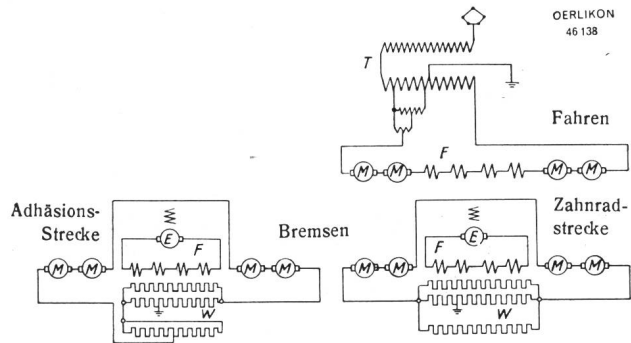 OERLIKON
46 138
T
Fahren
F
M M M M
Adhäsions-
Strecke
E
F
Bremsen
M M M M
W
Zahnrad-
strecke
F
E
M M M M
W